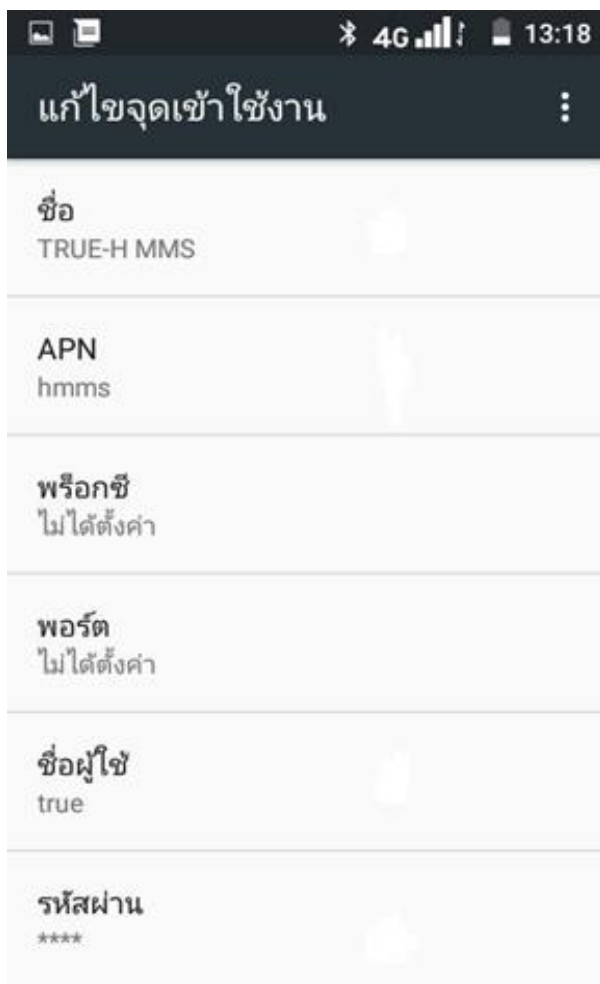 4G 13:18
แก้ไขจุดเข้าใช้งาน
ชื่อ
TRUE-H MMS
APN
hmms
พร็อกซี
ไม่ได้ตั้งค่า
พอร์ต
ไม่ได้ตั้งค่า
ชื่อผู้ใช้
true
รหัสผ่าน
****